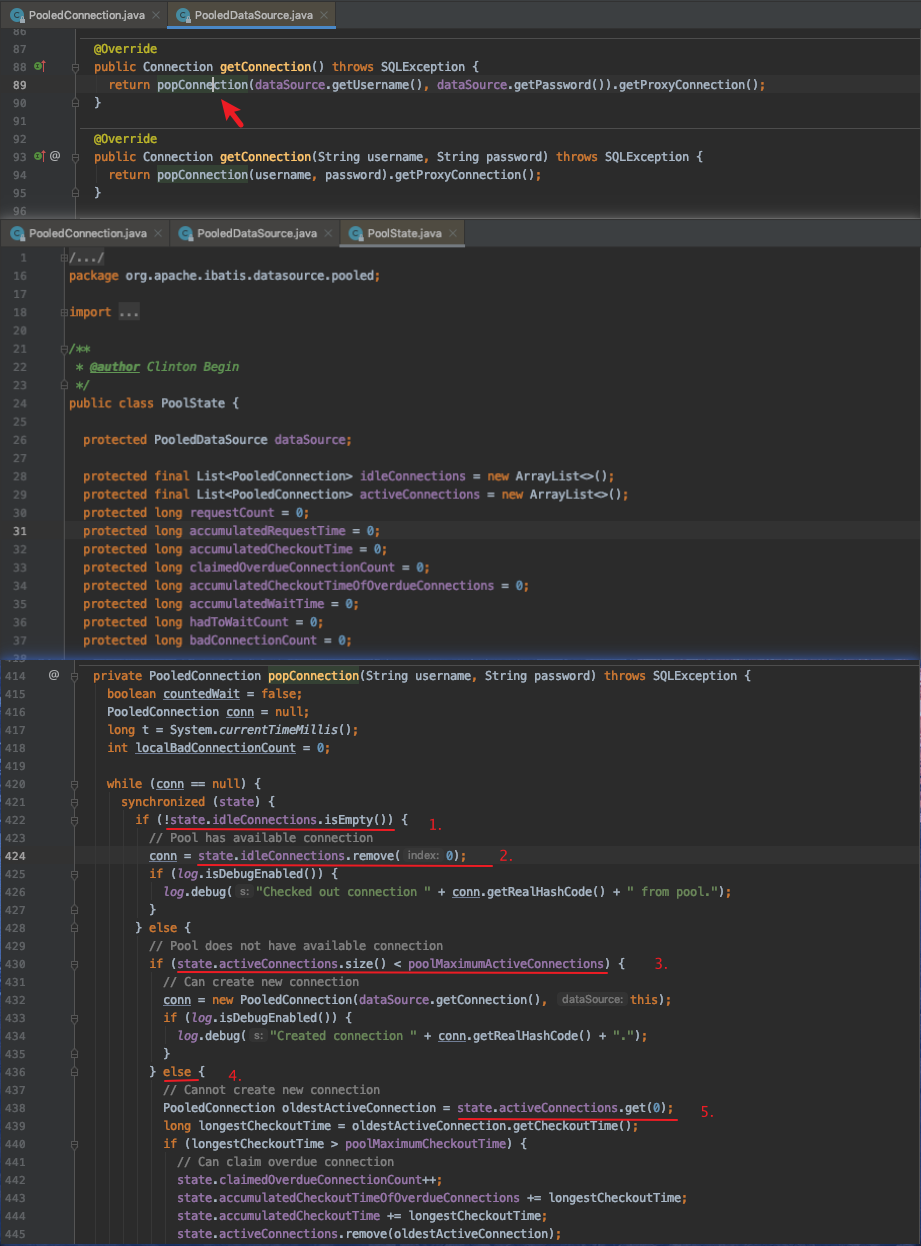 PooledConnection.java × PooledDataSource.java ×
86
87 @Override
88 public Connection getConnection() throws SQLException {
89 return popConnection(dataSource.getUsername(), dataSource.getPassword()).getProxyConnection();
90 }
91
92 @Override
93 @ public Connection getConnection(String username, String password) throws SQLException {
94 return popConnection(username, password).getProxyConnection();
95 }
96
PooledConnection.java × PooledDataSource.java × PoolState.java ×
1 /.../
16 package org.apache.ibatis.datasource.pooled;
17
18 import ...
20
21 /**
22 * @author Clinton Begin
23 */
24 public class PoolState {
25
26 protected PooledDataSource dataSource;
27
28 protected final List<PooledConnection> idleConnections = new ArrayList<>();
29 protected final List<PooledConnection> activeConnections = new ArrayList<>();
30 protected long requestCount = 0;
31 protected long accumulatedRequestTime = 0;
32 protected long accumulatedCheckoutTime = 0;
33 protected long claimedOverdueConnectionCount = 0;
34 protected long accumulatedCheckoutTimeOfOverdueConnections = 0;
35 protected long accumulatedWaitTime = 0;
36 protected long hadToWaitCount = 0;
37 protected long badConnectionCount = 0;
414 @ private PooledConnection popConnection(String username, String password) throws SQLException {
415 boolean countedWait = false;
416 PooledConnection conn = null;
417 long t = System.currentTimeMillis();
418 int localBadConnectionCount = 0;
419
420 while (conn == null) {
421 synchronized (state) {
422 if (!state.idleConnections.isEmpty()) { 1.
423 // Pool has available connection
424 conn = state.idleConnections.remove( index: 0); 2.
425 if (log.isDebugEnabled()) {
426 log.debug( s: "Checked out connection " + conn.getRealHashCode() + " from pool.");
427 }
428 } else {
429 // Pool does not have available connection
430 if (state.activeConnections.size() < poolMaximumActiveConnections) { 3.
431 // Can create new connection
432 conn = new PooledConnection(dataSource.getConnection(), dataSource: this);
433 if (log.isDebugEnabled()) {
434 log.debug( s: "Created connection " + conn.getRealHashCode() + ".");
435 }
436 } else { 4.
437 // Cannot create new connection
438 PooledConnection oldestActiveConnection = state.activeConnections.get(0); 5.
439 long longestCheckoutTime = oldestActiveConnection.getCheckoutTime();
440 if (longestCheckoutTime > poolMaximumCheckoutTime) {
441 // Can claim overdue connection
442 state.claimedOverdueConnectionCount++;
443 state.accumulatedCheckoutTimeOfOverdueConnections += longestCheckoutTime;
444 state.accumulatedCheckoutTime += longestCheckoutTime;
445 state.activeConnections.remove(oldestActiveConnection);